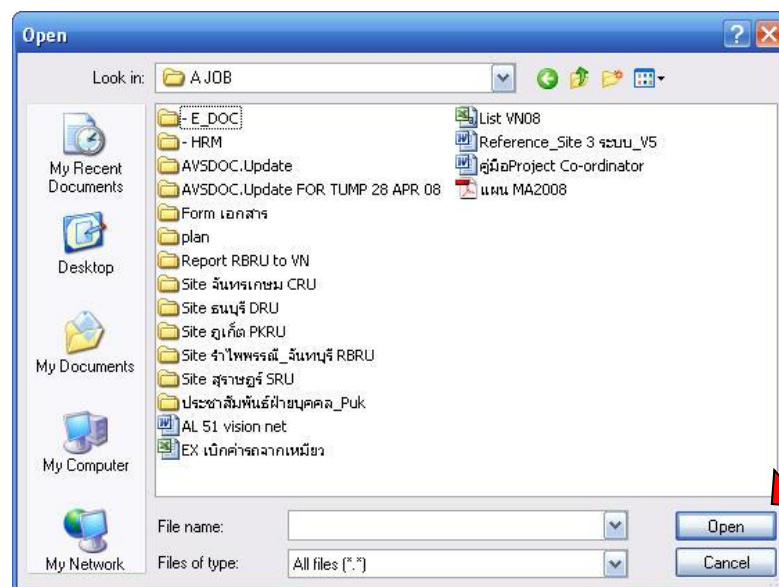 Open
Look in:
A JOB
My Recent
Documents
Desktop
My Documents
My Computer
My Network
- E_DOC
- HRM
AVSDOC.Update
AVSDOC.Update FOR TUMP 28 APR 08
Form เอกสาร
plan
Report RBRU to VN
Site จันทรเกษม CRU
Site ธนบุรี DRU
Site ภูเก็ต PKRU
Site รำไพพรรณี_จันทบุรี RBRU
Site สุราษฎร์ SRU
ประชาสัมพันธ์ฝ่ายบุคคล_Puk
AL 51 vision net
EX เบิกค่ารถจากเหมียว
List VN08
Reference_Site 3 ระบบ_V5
คู่มือProject Co-ordinator
แผน MA2008
File name:
Open
Files of type:
All files (*.*)
Cancel